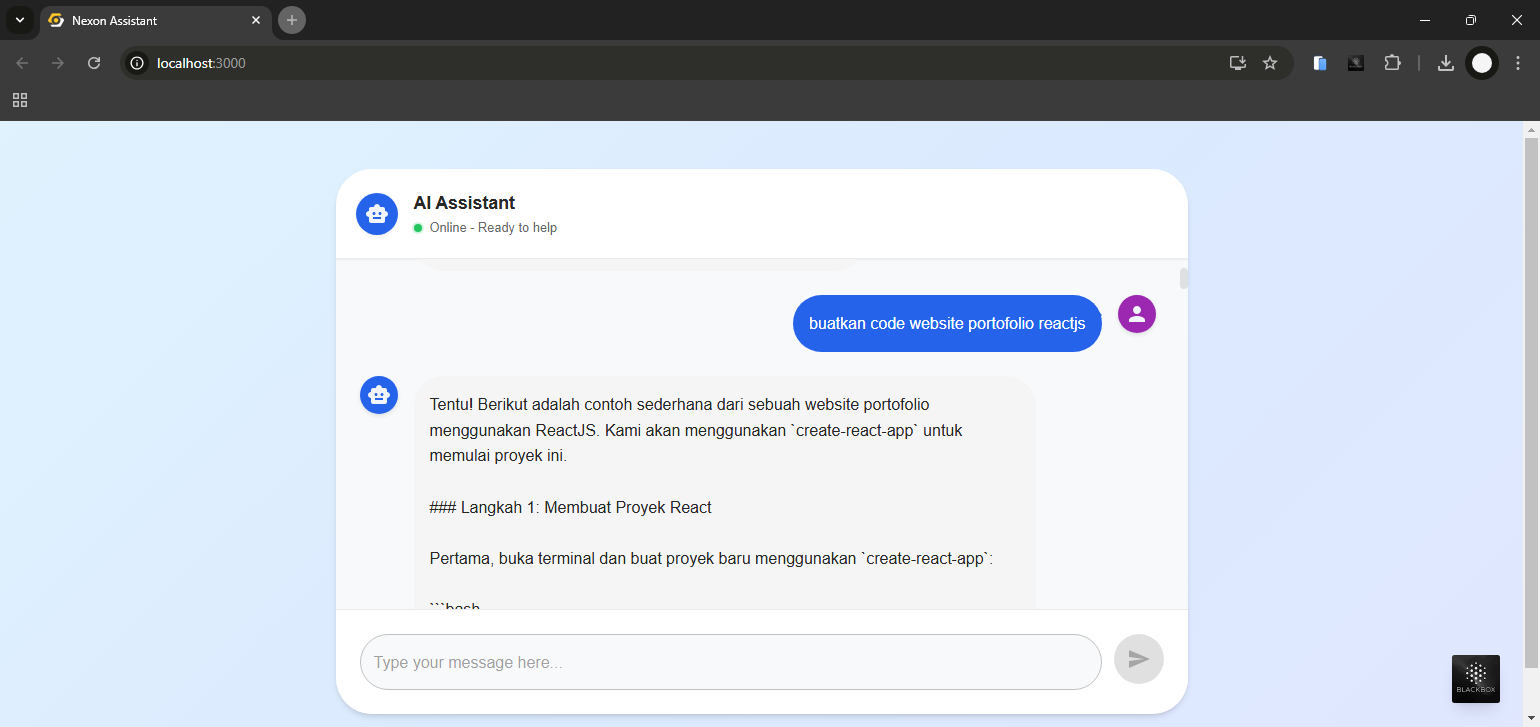 Nexon Assistant
localhost:3000
AI Assistant
Online - Ready to help
buatkan code website portofolio reactjs
Tentu! Berikut adalah contoh sederhana dari sebuah website portofolio
menggunakan ReactJS. Kami akan menggunakan `create-react-app` untuk
memulai proyek ini.
### Langkah 1: Membuat Proyek React
Pertama, buka terminal dan buat proyek baru menggunakan `create-react-app`:
```bash
Type your message here...
BLACKBOX